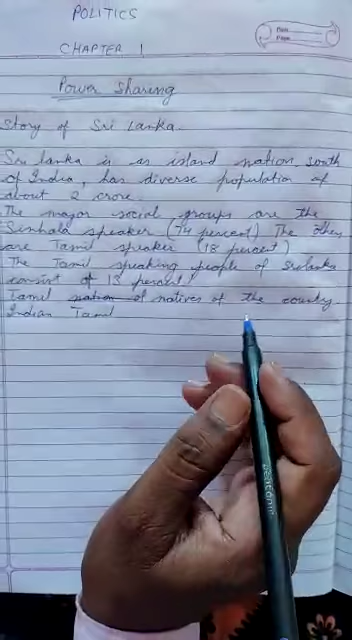 POLITICS
CHAPTER 1
Power Sharing
Story of Sri Lanka.
Sri lanka is an island nation south
of India, has diverse population of
about 2 crore.
The major social groups are the
Sinhala speaker (74 percent) The other
are Tamil speaker (18 percent)
The Tamil speaking people of Srilanka
consist of 13 percent
Tamil nation of natives of the county.
Indian Tamil